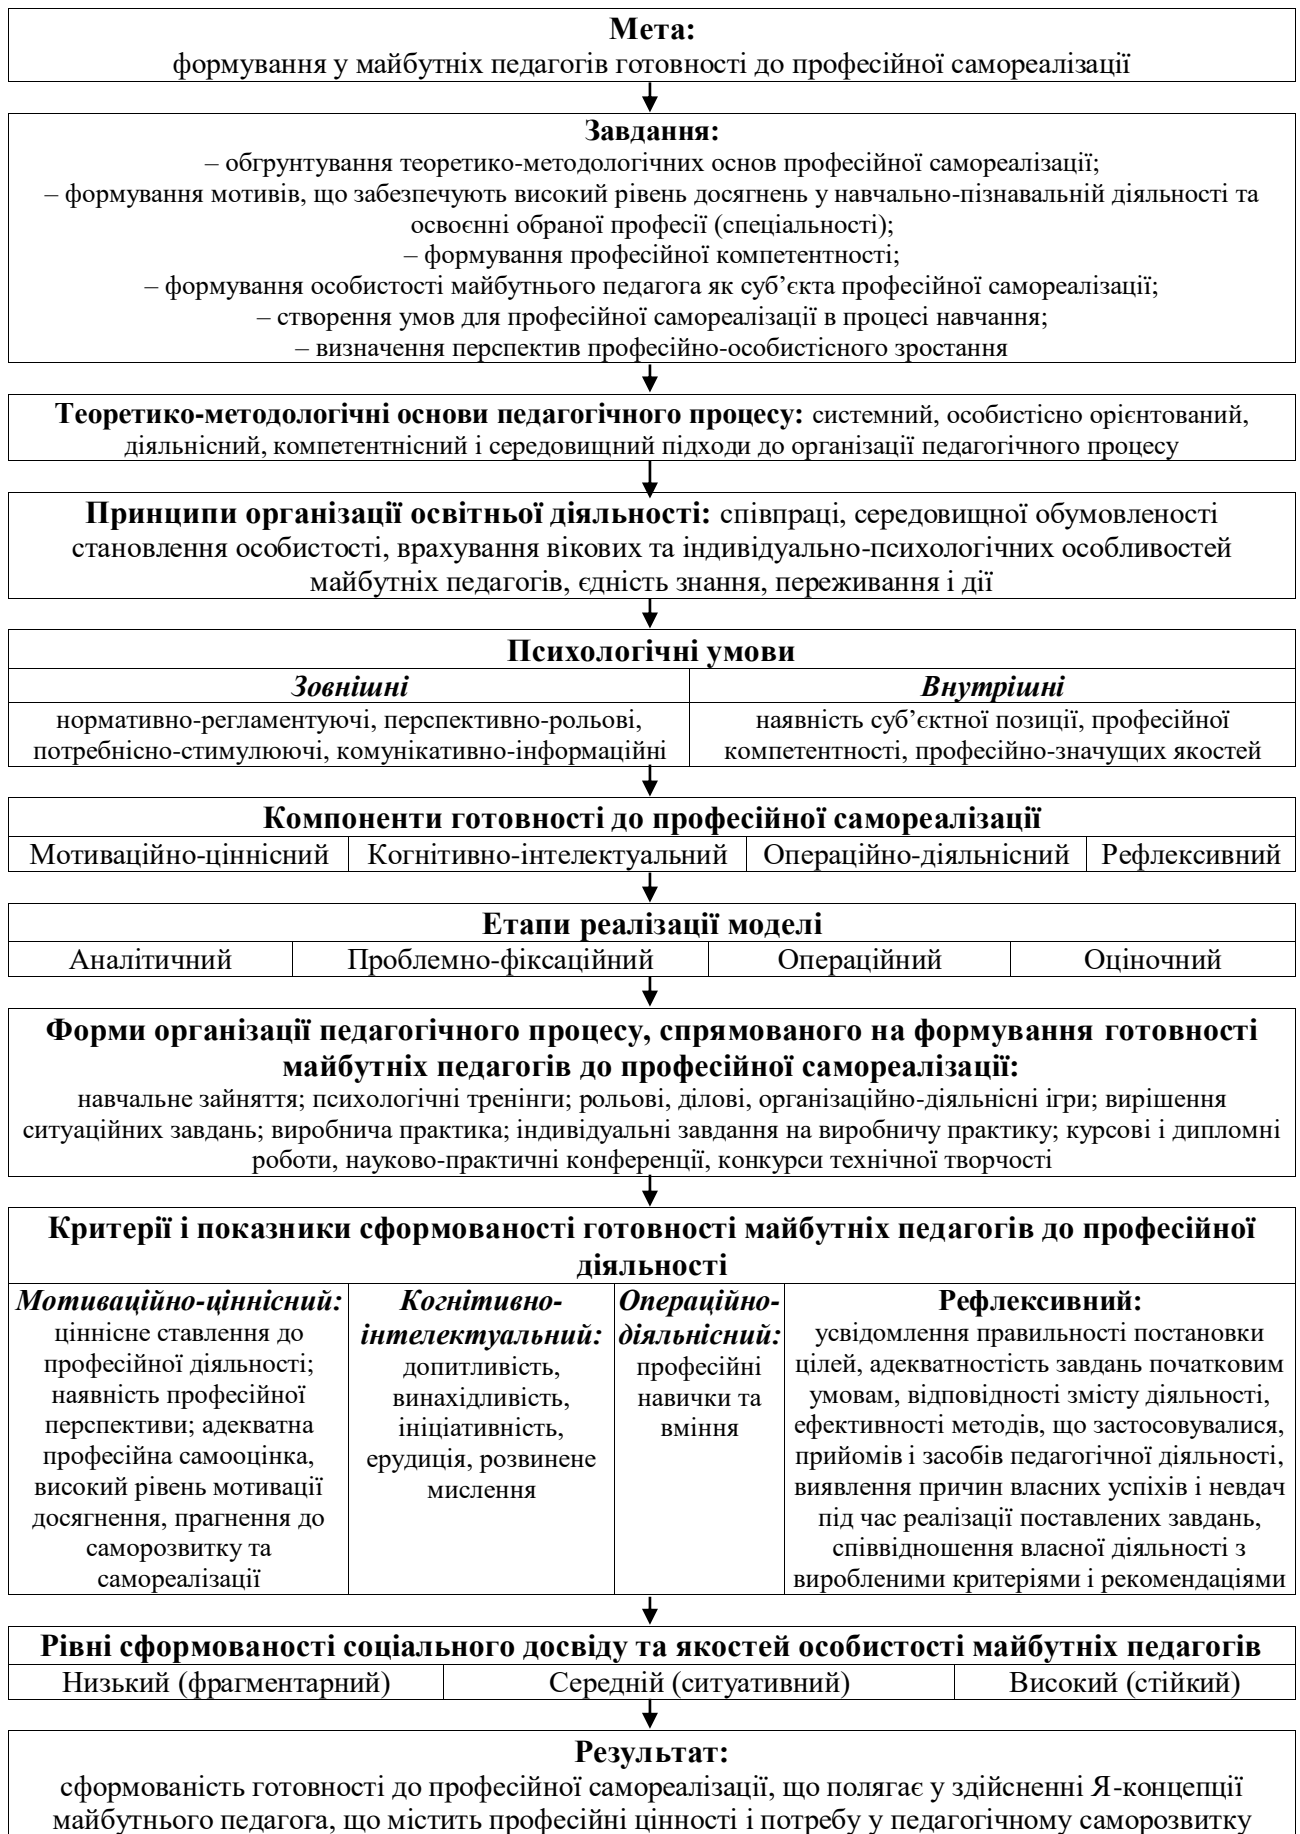 Мета:
формування у майбутніх педагогів готовності до професійної самореалізації
Завдання:
– обгрунтування теоретико-методологічних основ професійної самореалізації;
– формування мотивів, що забезпечують високий рівень досягнень у навчально-пізнавальній діяльності та
освоєнні обраної професії (спеціальності);
– формування професійної компетентності;
– формування особистості майбутнього педагога як суб’єкта професійної самореалізації;
– створення умов для професійної самореалізації в процесі навчання;
– визначення перспектив професійно-особистісного зростання
Теоретико-методологічні основи педагогічного процесу: системний, особистісно орієнтований,
діяльнісний, компетентнісний і середовищний підходи до організації педагогічного процесу
Принципи організації освітньої діяльності: співпраці, середовищної обумовленості
становлення особистості, врахування вікових та індивідуально-психологічних особливостей
майбутніх педагогів, єдність знання, переживання і дії
Психологічні умови
Зовнішні
Внутрішні
нормативно-регламентуючі, перспективно-рольові,
потребнісно-стимулюючі, комунікативно-інформаційні
наявність суб’єктної позиції, професійної
компетентності, професійно-значущих якостей
Компоненти готовності до професійної самореалізації
Мотиваційно-ціннісний
Когнітивно-інтелектуальний
Операційно-діяльнісний
Рефлексивний
Етапи реалізації моделі
Аналітичний
Проблемно-фіксаційний
Операційний
Оціночний
Форми організації педагогічного процесу, спрямованого на формування готовності
майбутніх педагогів до професійної самореалізації:
навчальне зайняття; психологічні тренінги; рольові, ділові, організаційно-діяльнісні ігри; вирішення
ситуаційних завдань; виробнича практика; індивідуальні завдання на виробничу практику; курсові і дипломні
роботи, науково-практичні конференції, конкурси технічної творчості
Критерії і показники сформованості готовності майбутніх педагогів до професійної
діяльності
Мотиваційно-ціннісний:
ціннісне ставлення до
професійної діяльності;
наявність професійної
перспективи; адекватна
професійна самооцінка,
високий рівень мотивації
досягнення, прагнення до
саморозвитку та
самореалізації
Когнітивно-
інтелектуальний:
допитливість,
винахідливість,
ініціативність,
ерудиція, розвинене
мислення
Операційно-
діяльнісний:
професійні
навички та
вміння
Рефлексивний:
усвідомлення правильності постановки
цілей, адекватностість завдань початковим
умовам, відповідності змісту діяльності,
ефективності методів, що застосовувалися,
прийомів і засобів педагогічної діяльності,
виявлення причин власних успіхів і невдач
під час реалізації поставлених завдань,
співвідношення власної діяльності з
виробленими критеріями і рекомендаціями
Рівні сформованості соціального досвіду та якостей особистості майбутніх педагогів
Низький (фрагментарний)
Середній (ситуативний)
Високий (стійкий)
Результат:
сформованість готовності до професійної самореалізації, що полягає у здійсненні Я-концепції
майбутнього педагога, що містить професійні цінності і потребу у педагогічному саморозвитку